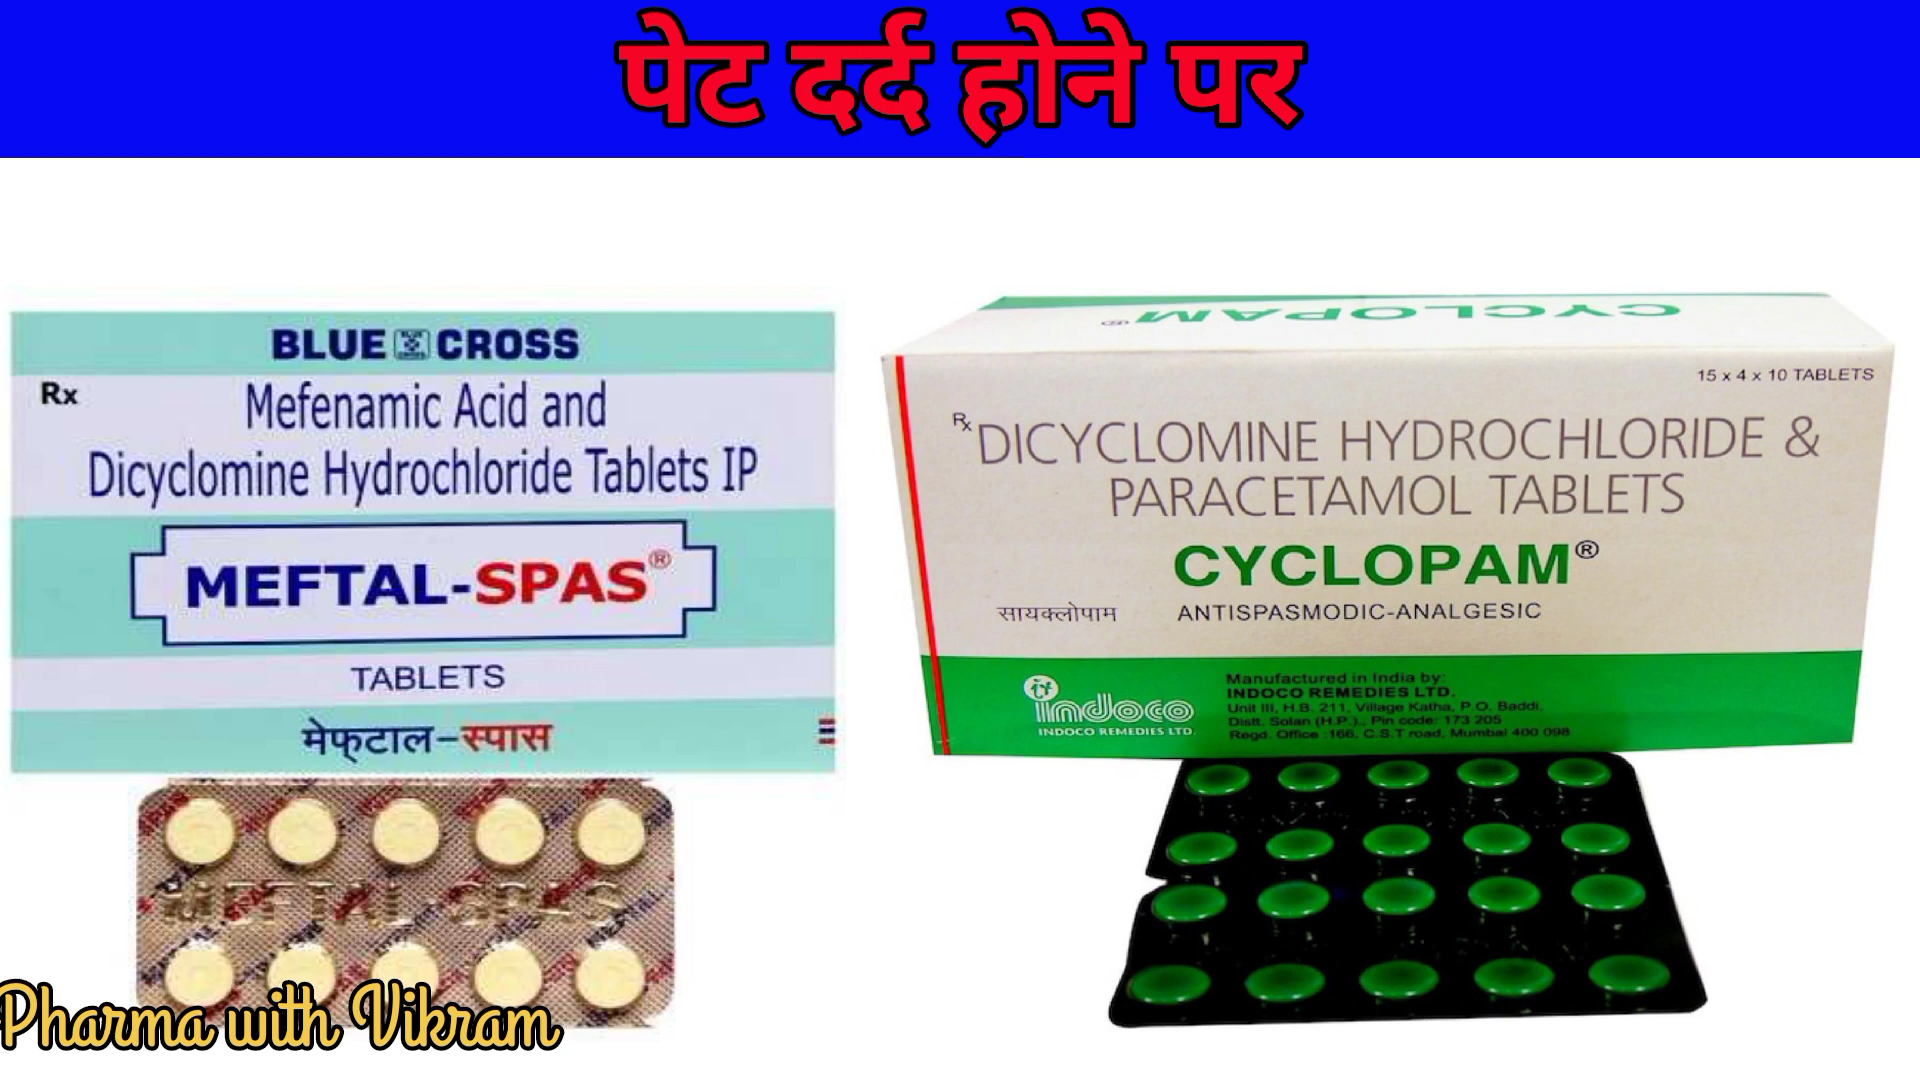 पेट दर्द होने पर
BLUE CROSS
Rx
Mefenamic Acid and
Dicyclomine Hydrochloride Tablets IP
MEFTAL-SPAS®
TABLETS
मेफ्टाल-स्पास
MEFTAL-SPAS
Pharma with Vikram
CYCLOPAM®
15 x 4 x 10 TABLETS
Rx DICYCLOMINE HYDROCHLORIDE &
PARACETAMOL TABLETS
CYCLOPAM®
सायक्लोपाम ANTISPASMODIC-ANALGESIC
indoco
INDOCO REMEDIES LTD.
Manufactured in India by:
INDOCO REMEDIES LTD.
Unit III, H.B. 211, Village Katha, P.O. Baddi,
Distt. Solan (H.P.)., Pin code: 173 205
Regd. Office :166, C.S.T road, Mumbai 400 098